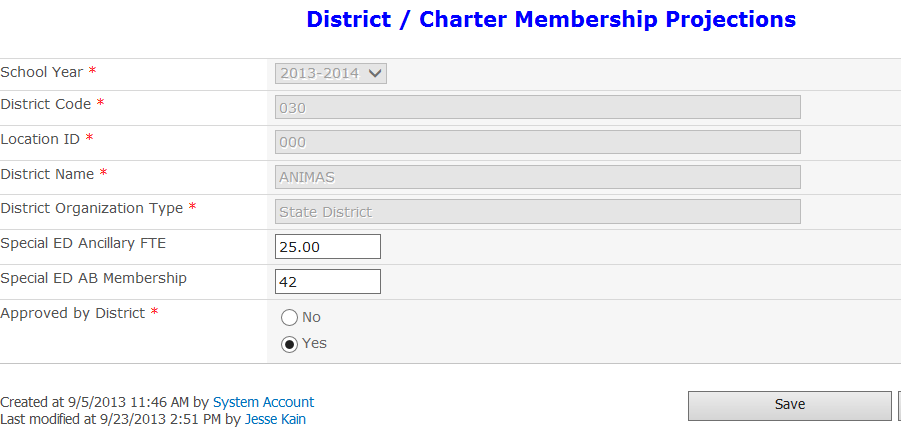 District / Charter Membership Projections
School Year * 2013-2014
District Code * 030
Location ID * 000
District Name * ANIMAS
District Organization Type * State District
Special ED Ancillary FTE 25.00
Special ED AB Membership 42
Approved by District * No
Yes
Created at 9/5/2013 11:46 AM by System Account
Save
Last modified at 9/23/2013 2:51 PM by Jesse Kain